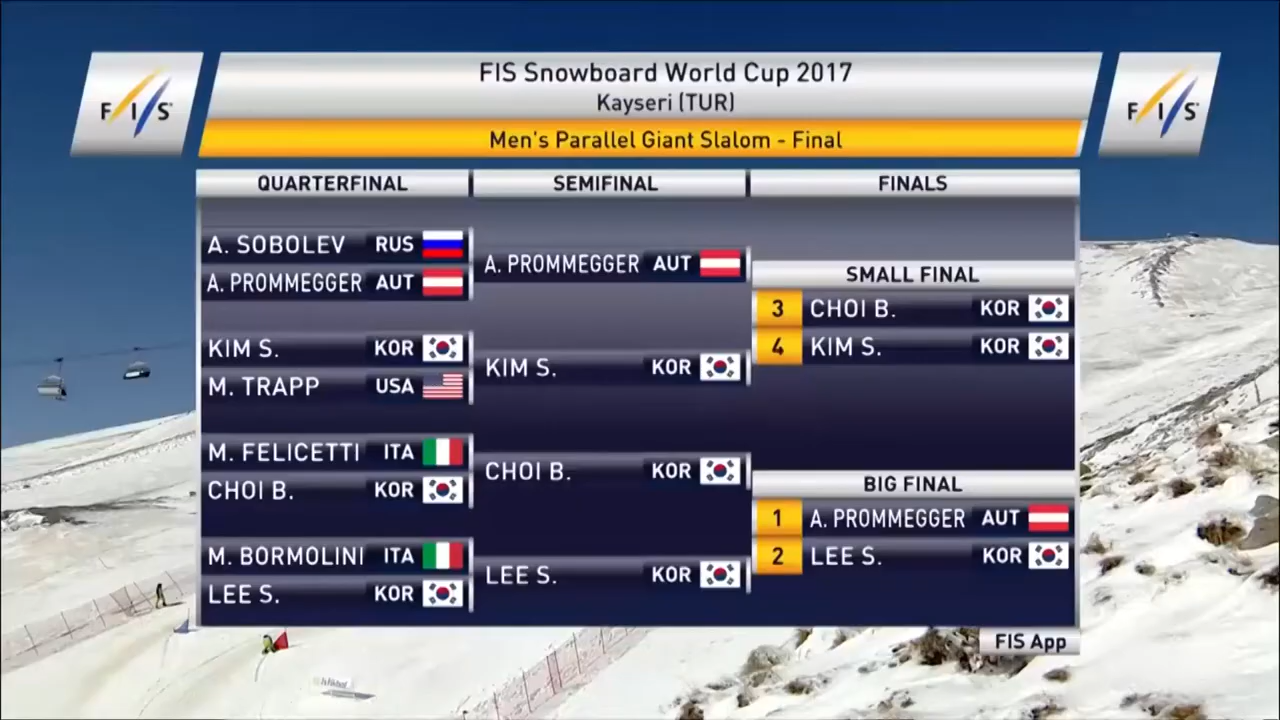 FIS
FIS Snowboard World Cup 2017
Kayseri (TUR)
FIS
Men's Parallel Giant Slalom - Final
QUARTERFINAL
A. SOBOLEV RUS
A. PROMMEGGER AUT
KIM S. KOR
M. TRAPP USA
M. FELICETTI ITA
CHOI B. KOR
M. BORMOLINI ITA
LEE S. KOR
SEMIFINAL
A. PROMMEGGER AUT
KIM S. KOR
CHOI B. KOR
LEE S. KOR
FINALS
SMALL FINAL
3 CHOI B. KOR
4 KIM S. KOR
BIG FINAL
1 A. PROMMEGGER AUT
2 LEE S. KOR
FIS App